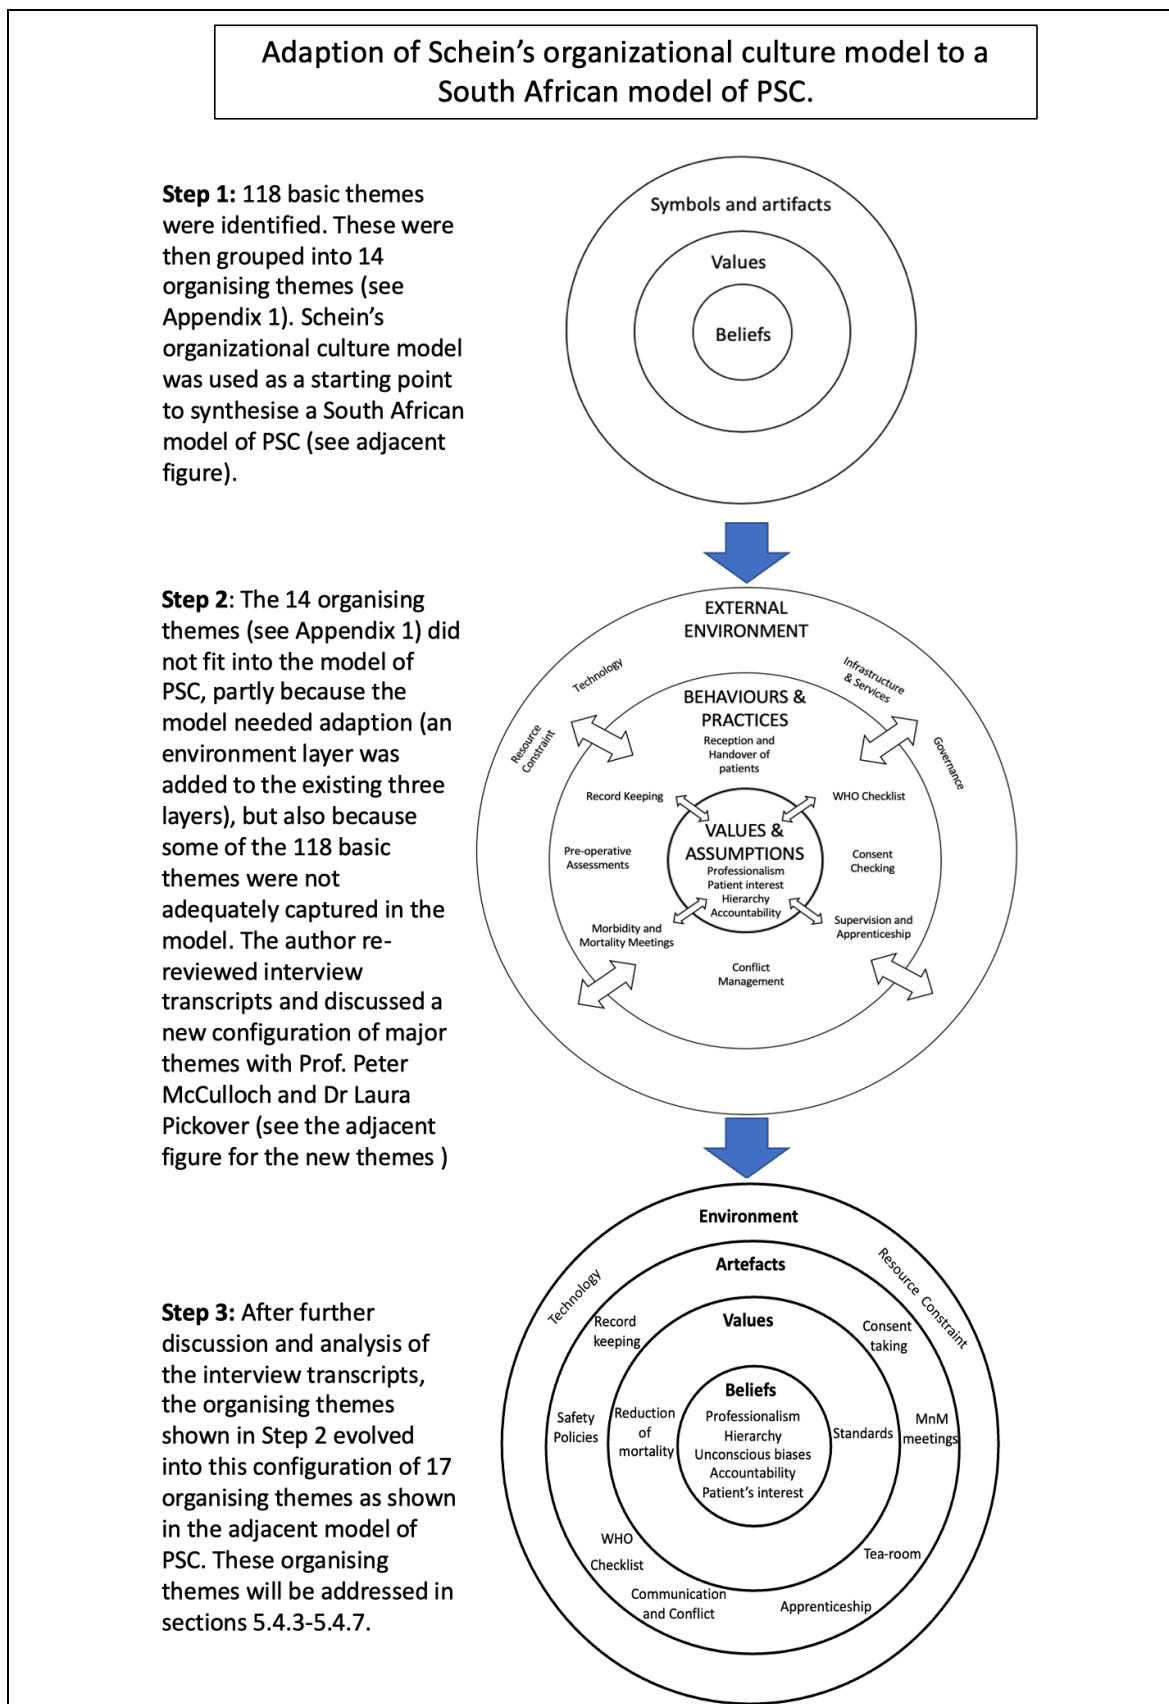 Adaption of Schein's organizational culture model to a
South African model of PSC.
Step 1: 118 basic themes
were identified. These were
then grouped into 14
organising themes (see
Appendix 1). Schein's
organizational culture model
was used as a starting point
to synthesise a South African
model of PSC (see adjacent
figure).
Symbols and artifacts
Values
Beliefs
Step 2: The 14 organising
themes (see Appendix 1) did
not fit into the model of
PSC, partly because the
model needed adaption (an
environment layer was
added to the existing three
layers), but also because
some of the 118 basic
themes were not
adequately captured in the
model. The author re-
reviewed interview
transcripts and discussed a
new configuration of major
themes with Prof. Peter
McCulloch and Dr Laura
Pickover (see the adjacent
figure for the new themes )
EXTERNAL
ENVIRONMENT
Technology
Infrastructure
& Services
Resource
Constraint
Governance
BEHAVIOURS &
PRACTICES
Reception and
Handover of
patients
Record Keeping
WHO Checklist
Pre-operative
Assessments
Consent
Checking
VALUES &
ASSUMPTIONS
Professionalism
Patient interest
Hierarchy
Accountability
Morbidity and
Mortality Meetings
Supervision and
Apprenticeship
Conflict
Management
Step 3: After further
discussion and analysis of
the interview transcripts,
the organising themes
shown in Step 2 evolved
into this configuration of 17
organising themes as shown
in the adjacent model of
PSC. These organising
themes will be addressed in
sections 5.4.3-5.4.7.
Environment
Technology
Resource Constraint
Artefacts
Record
keeping
Consent
taking
Values
Safety
Policies
Reduction
of
mortality
Beliefs
Professionalism
Hierarchy
Unconscious biases
Accountability
Patient's interest
Standards
MnM
meetings
WHO
Checklist
Tea-room
Communication
and Conflict
Apprenticeship